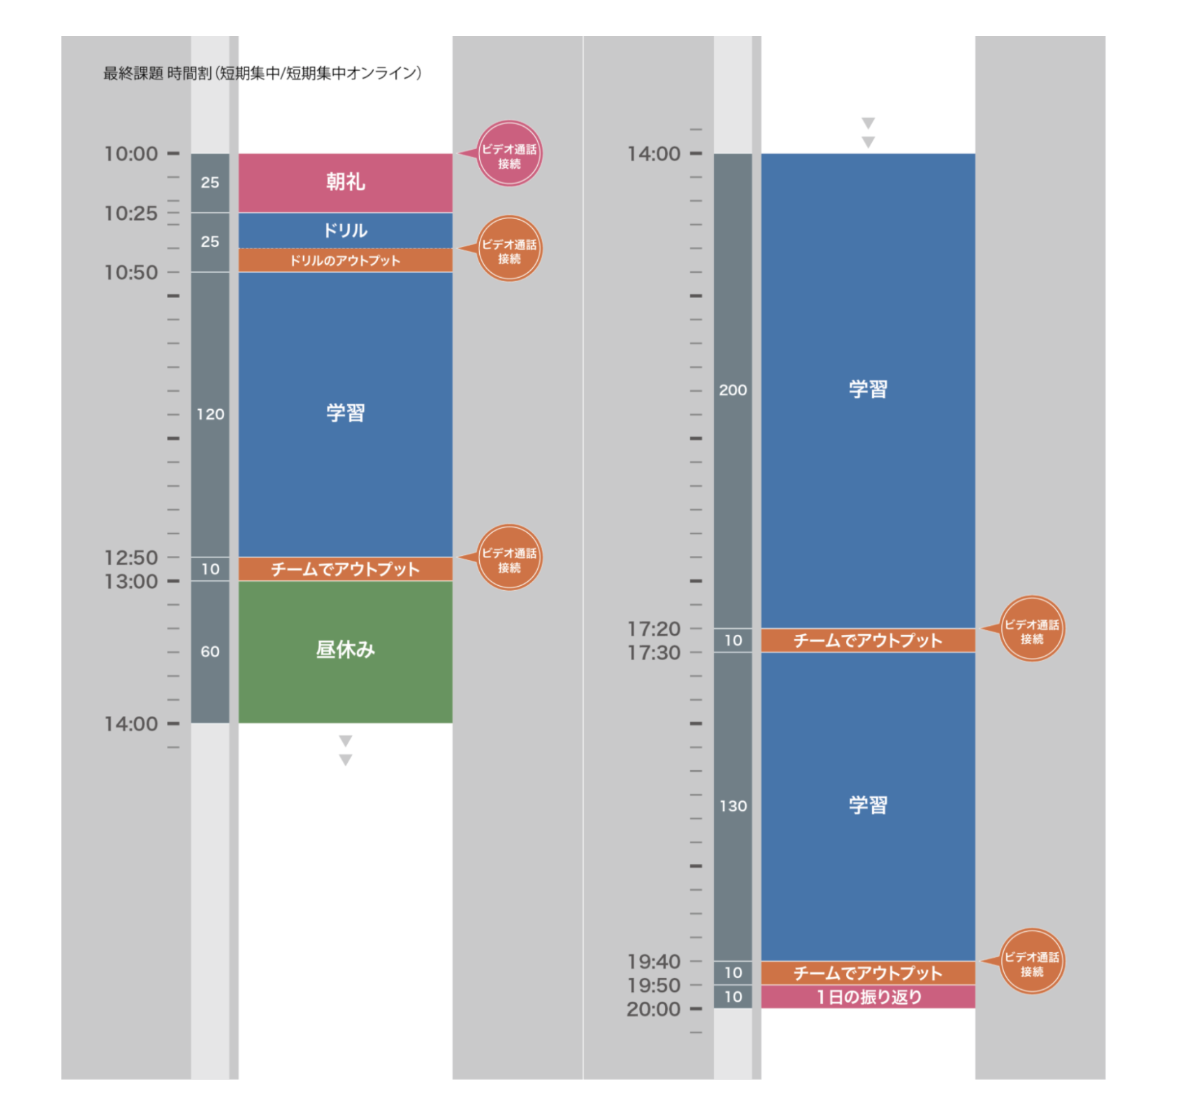 最終課題 時間割（短期集中/短期集中オンライン）
10:00
25
朝礼
ビデオ通話
接続
10:25
25
ドリル
ビデオ通話
接続
ドリルのアウトプット
10:50
120
学習
12:50
10
チームでアウトプット
ビデオ通話
接続
13:00
60
昼休み
14:00
14:00
200
学習
17:20
10
チームでアウトプット
ビデオ通話
接続
17:30
130
学習
19:40
10
チームでアウトプット
ビデオ通話
接続
19:50
10
1日の振り返り
20:00